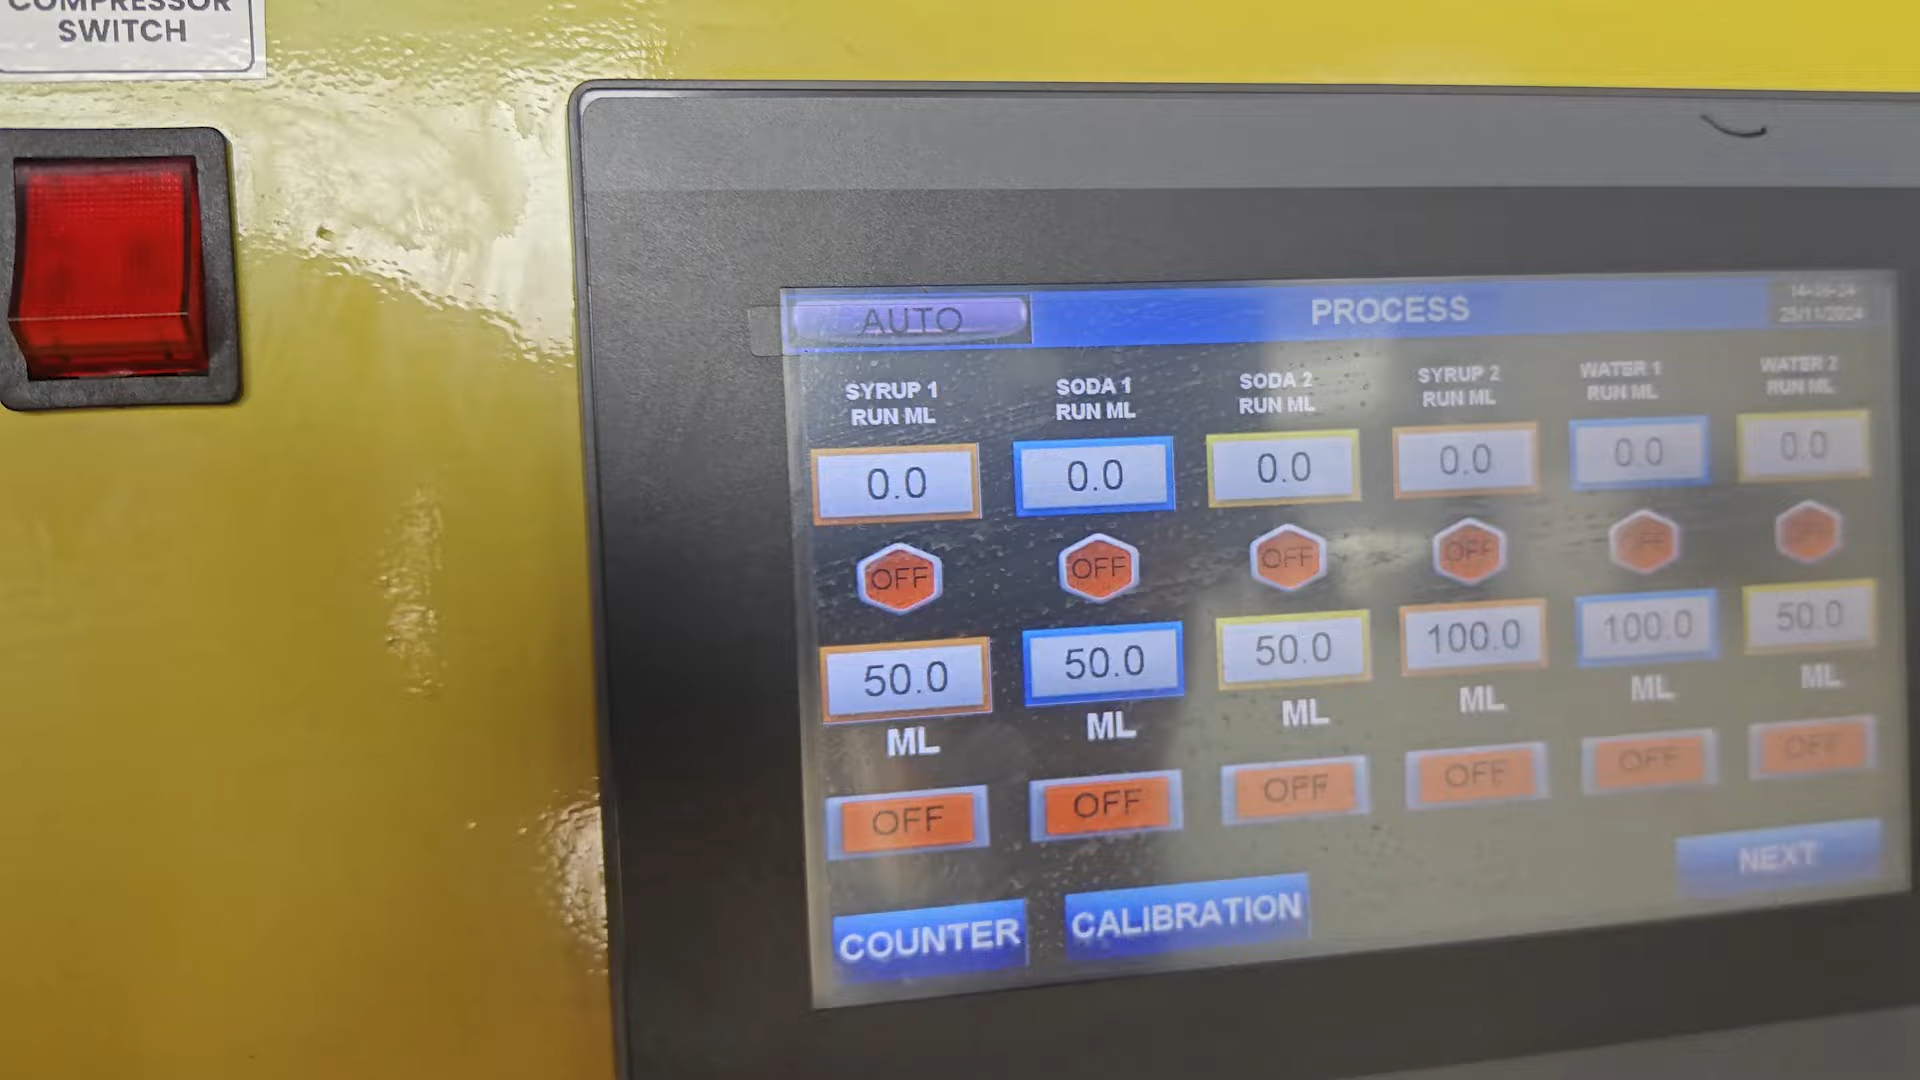 COMPRESSOR
SWITCH
AUTO
PROCESS
25/11/2024
SYRUP 1
RUN ML
SODA 1
RUN ML
SODA 2
RUN ML
SYRUP 2
RUN ML
WATER 1
RUN ML
WATER 2
RUN ML
0.0 0.0 0.0 0.0 0.0 0.0
OFF OFF OFF OFF OFF OFF
50.0 50.0 50.0 100.0 100.0 50.0
ML ML ML ML ML ML
OFF OFF OFF OFF OFF OFF
COUNTER CALIBRATION NEXT